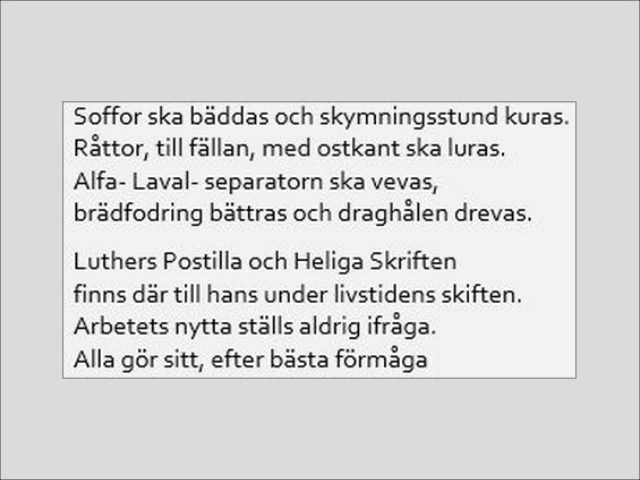 Soffor ska bäddas och skymningsstund kuras.
Råttor, till fällan, med ostkant ska luras.
Alfa- Laval- separatorn ska vevas,
brädfodring bättras och draghålen drevas.
Luthers Postilla och Heliga Skriften
finns där till hans under livstidens skiften.
Arbetets nytta ställs aldrig ifråga.
Alla gör sitt, efter bästa förmåga